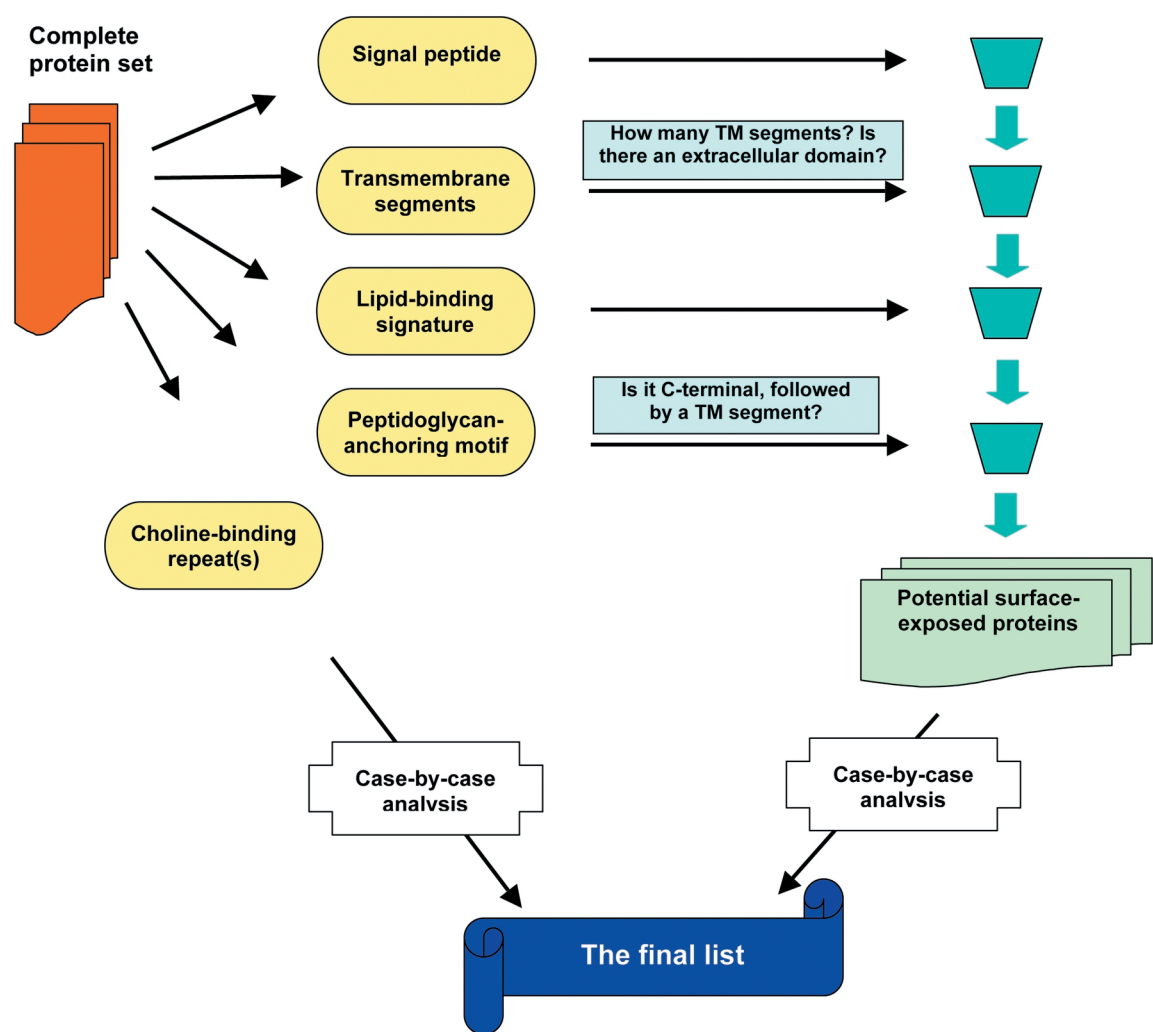 Complete
protein set
Signal peptide
How many TM segments? Is
there an extracellular domain?
Transmembrane
segments
Lipid-binding
signature
Is it C-terminal, followed
by a TM segment?
Peptidoglycan-
anchoring motif
Choline-binding
repeat(s)
Potential surface-
exposed proteins
Case-by-case
analvsis
Case-by-case
analvsis
The final list